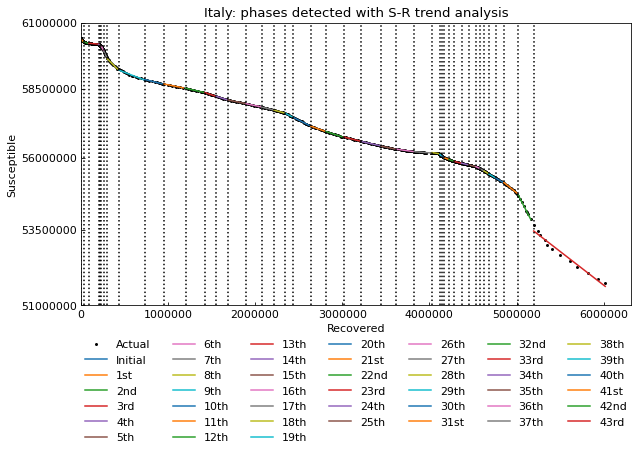 Italy: phases detected with S-R trend analysis
61000000
58500000
56000000
53500000
51000000
Susceptible
0 1000000 2000000 3000000 4000000 5000000 6000000
Recovered
Actual 6th 13th 20th 26th 32nd 38th
Initial 7th 14th 21st 27th 33rd 39th
1st 8th 15th 22nd 28th 34th 40th
2nd 9th 16th 23rd 29th 35th 41st
3rd 10th 17th 24th 30th 36th 42nd
4th 11th 18th 25th 31st 37th 43rd
5th 12th 19th